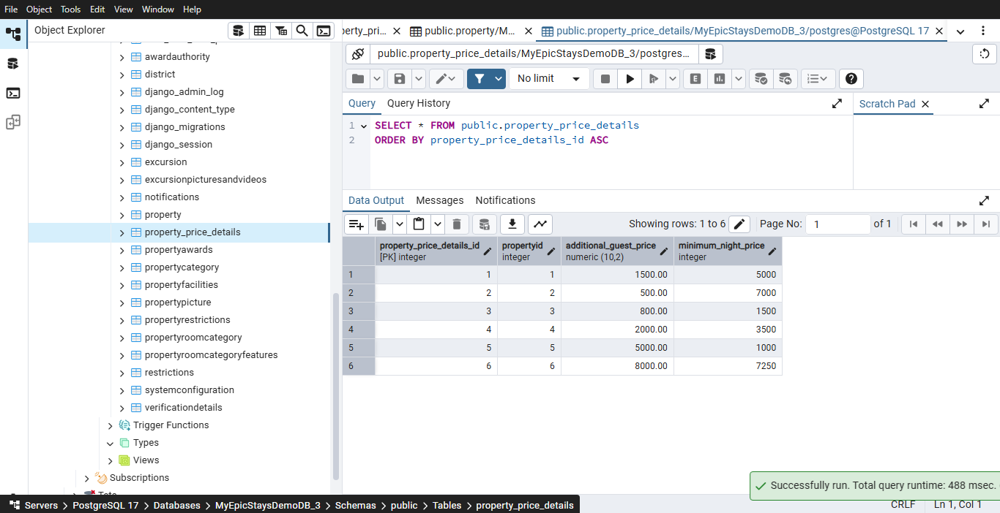 File Object Tools Edit View Window Help
Object Explorer
awardauthority
district
django_admin_log
django_content_type
django_migrations
django_session
excursion
excursionpicturesandvideos
notifications
property
property_price_details
propertyawards
propertycategory
propertyfacilities
propertypicture
propertyrestrictions
propertyroomcategory
propertyroomcategoryfeatures
restrictions
systemconfiguration
verificationdetails
Trigger Functions
Types
Views
Subscriptions
Servers PostgreSQL 17 Databases MyEpicStaysDemoDB_3 Schemas public Tables property_price_details
erty_pri... public.property/M... public.property_price_details/MyEpicStaysDemoDB_3/postgres@PostgreSQL 17
public.property_price_details/MyEpicStaysDemoDB_3/postgres...
No limit E
Query Query History Scratch Pad
1 SELECT * FROM public.property_price_details
2 ORDER BY property_price_details_id ASC
Data Output Messages Notifications
Showing rows: 1 to 6 Page No: 1 of 1
property_price_details_id propertyid additional_guest_price minimum_night_price
[PK] integer integer numeric (10,2) integer
1 1 1 1500.00 5000
2 2 2 500.00 7000
3 3 3 800.00 1500
4 4 4 2000.00 3500
5 5 5 5000.00 1000
6 6 6 8000.00 7250
Successfully run. Total query runtime: 488 msec.
CRLF Ln 1, Col 1